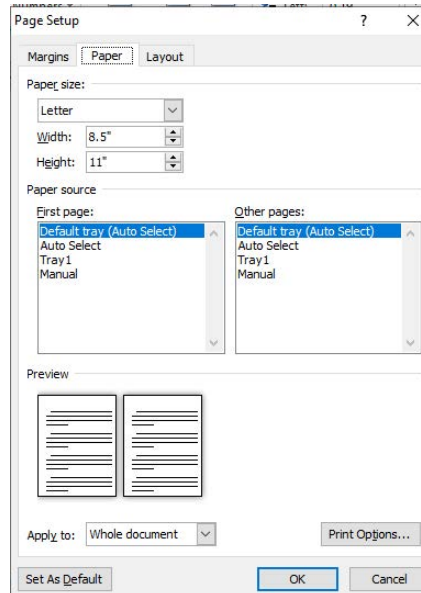 Page Setup ? X
Margins Paper Layout
Paper size:
Letter
Width: 8.5"
Height: 11"
Paper source
First page: Other pages:
Default tray (Auto Select) Default tray (Auto Select)
Auto Select Auto Select
Tray1 Tray1
Manual Manual
Preview
Apply to: Whole document Print Options...
Set As Default OK Cancel